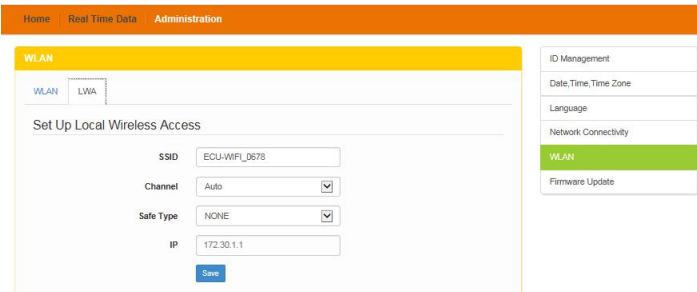 Home Real Time Data Administration
WLAN
WLAN LWA
Set Up Local Wireless Access
SSID ECU-WIFI_0678
Channel Auto
Safe Type NONE
IP 172.30.1.1
Save
ID Management
Date,Time,Time Zone
Language
Network Connectivity
WLAN
Firmware Update